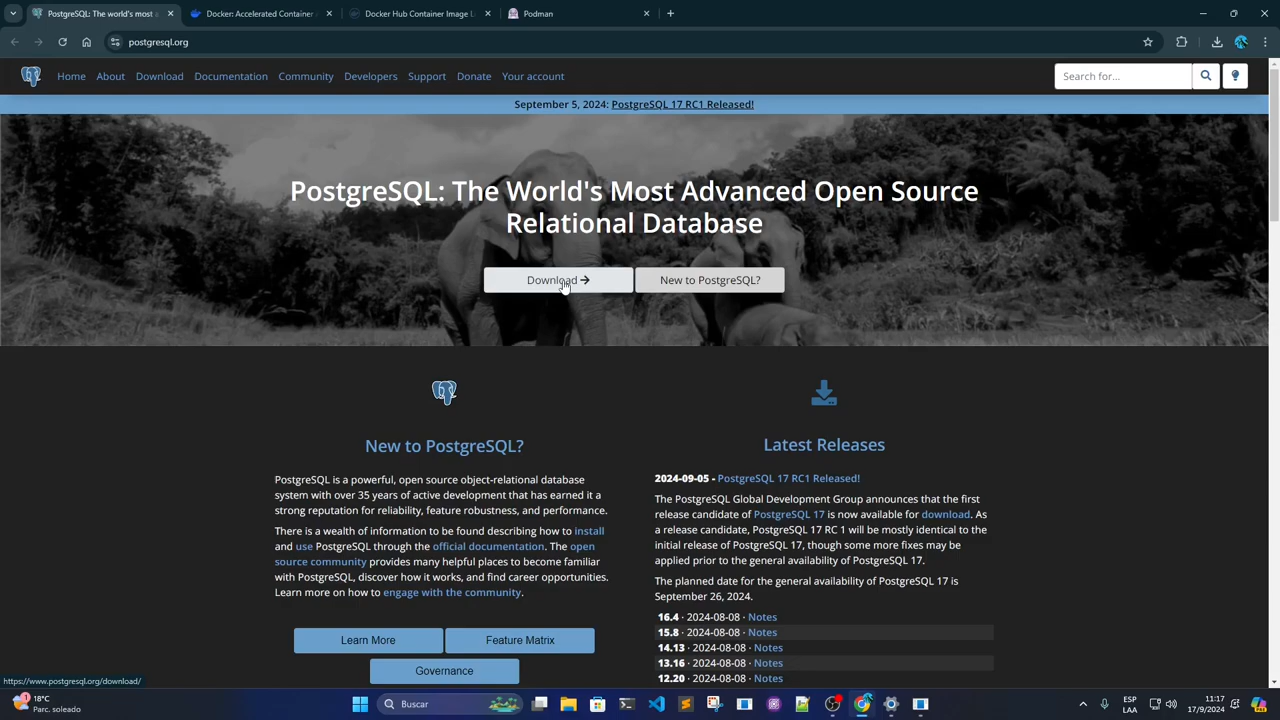 PostgreSQL: The world's most a
Docker: Accelerated Container A
Docker Hub Container Image L
Podman
postgresql.org
Home
About
Download
Documentation
Community
Developers
Support
Donate
Your account
Search for...
September 5, 2024: PostgreSQL 17 RC1 Released!
PostgreSQL: The World's Most Advanced Open Source
Relational Database
Download
New to PostgreSQL?
New to PostgreSQL?
PostgreSQL is a powerful, open source object-relational database
system with over 35 years of active development that has earned it a
strong reputation for reliability, feature robustness, and performance.
There is a wealth of information to be found describing how to install
and use PostgreSQL through the official documentation. The open
source community provides many helpful places to become familiar
with PostgreSQL, discover how it works, and find career opportunities.
Learn more on how to engage with the community.
Learn More
Feature Matrix
Governance
Latest Releases
2024-09-05 - PostgreSQL 17 RC1 Released!
The PostgreSQL Global Development Group announces that the first
release candidate of PostgreSQL 17 is now available for download. As
a release candidate, PostgreSQL 17 RC 1 will be mostly identical to the
initial release of PostgreSQL 17, though some more fixes may be
applied prior to the general availability of PostgreSQL 17.
The planned date for the general availability of PostgreSQL 17 is
September 26, 2024.
16.4 · 2024-08-08 · Notes
15.8 · 2024-08-08 · Notes
14.13 · 2024-08-08 · Notes
13.16 · 2024-08-08 · Notes
12.20 · 2024-08-08 · Notes
https://www.postgresql.org/download/
1
18°C
Parc. soleado
Buscar
ESP
LAA
11:17
17/9/2024